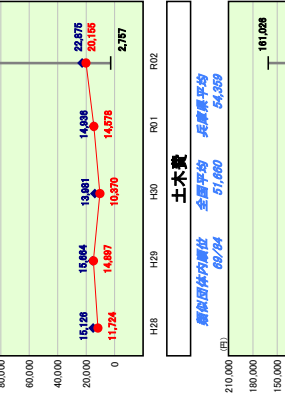 80,000
60,000
40,000
20,000
0
22,875
20,155
2,757
14,936
14,578
13,981
10,370
15,664
14,897
15,126
11,724
H28
H29
H30
R01
R02
土木費
類似団体内順位
69/84
全国平均
51,660
兵庫県平均
54,359
(円)
210,000
180,000
150,000
161,026